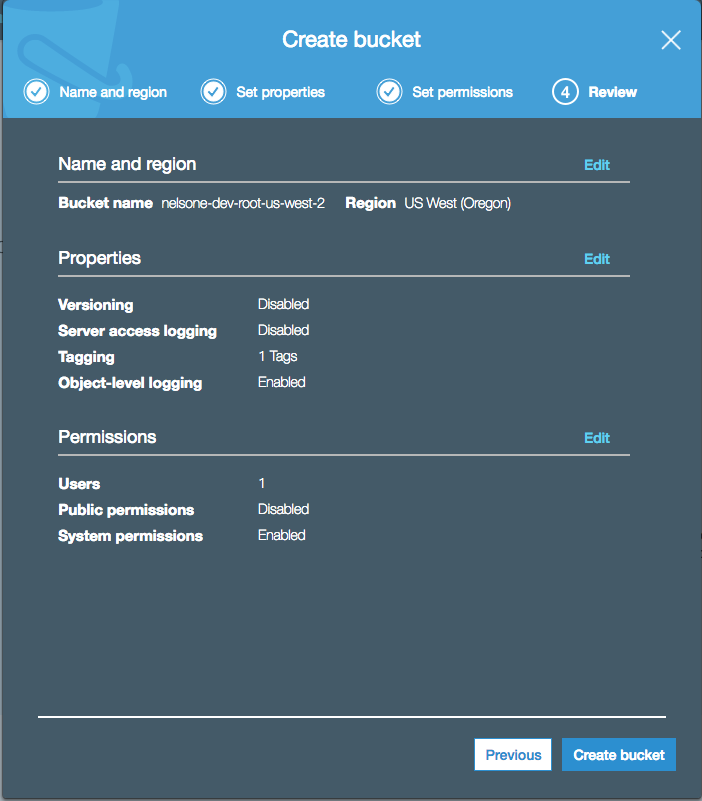 Create bucket
Name and region Set properties Set permissions 4 Review
Name and region Edit
Bucket name nelsone-dev-root-us-west-2 Region US West (Oregon)
Properties Edit
Versioning Disabled
Server access logging Disabled
Tagging 1 Tags
Object-level logging Enabled
Permissions Edit
Users 1
Public permissions Disabled
System permissions Enabled
Previous Create bucket